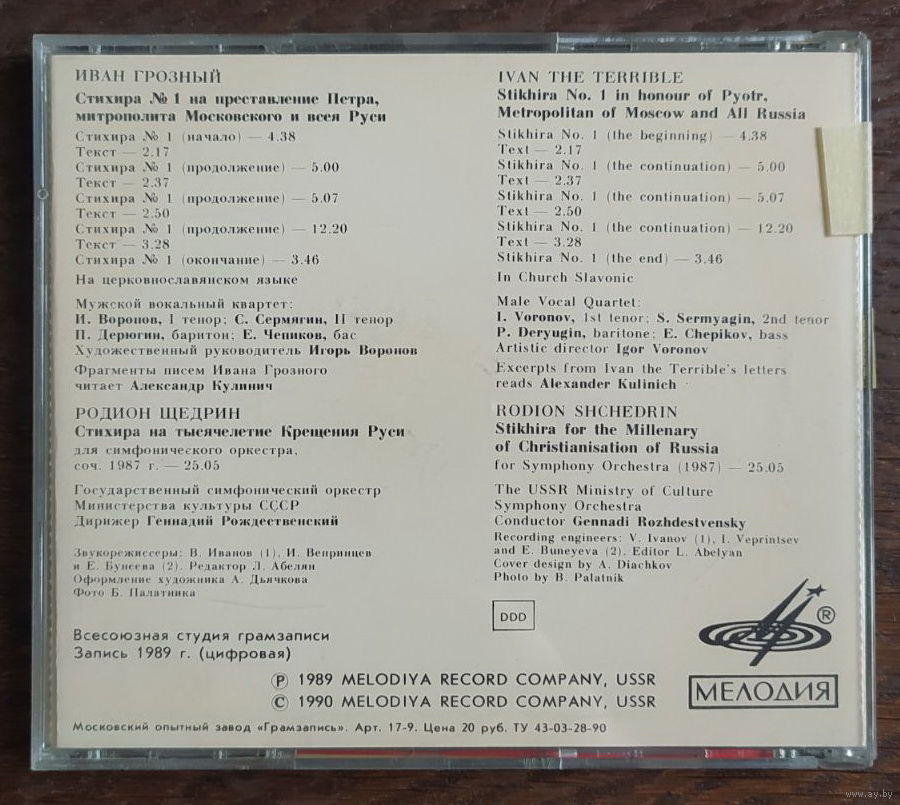 ИВАН ГРОЗНЫЙ
Стихира № 1 на преставление Петра,
митрополита Московского и всея Руси
Стихира № 1 (начало) — 4.38
Текст — 2.17
Стихира № 1 (продолжение) — 5.00
Текст — 2.37
Стихира № 1 (продолжение) — 5.07
Текст — 2.50
Стихира № 1 (продолжение) — 12.20
Текст — 3.28
Стихира № 1 (окончание) — 3.46
На церковнославянском языке
Мужской вокальный квартет:
И. Воронов, I тенор; С. Сермягин, II тенор
П. Дерюгин, баритон; Е. Чепиков, бас
Художественный руководитель Игорь Воронов
Фрагменты писем Ивана Грозного
читает Александр Кулинич
РОДИОН ЩЕДРИН
Стихира на тысячелетие Крещения Руси
для симфонического оркестра,
соч. 1987 г. — 25.05
Государственный симфонический оркестр
Министерства культуры СССР
Дирижер Геннадий Рождественский
Звукорежиссеры: В. Иванов (1), И. Вепринцев
и Е. Бунеева (2). Редактор Л. Абелян
Оформление художника А. Дьячкова
Фото Б. Палатника
Всесоюзная студия грамзаписи
Запись 1989 г. (цифровая)
IVAN THE TERRIBLE
Stikhira No. 1 in honour of Pyotr,
Metropolitan of Moscow and All Russia
Stikhira No. 1 (the beginning) — 4.38
Text — 2.17
Stikhira No. 1 (the continuation) — 5.00
Text — 2.37
Stikhira No. 1 (the continuation) — 5.07
Text — 2.50
Stikhira No. 1 (the continuation) — 12.20
Text — 3.28
Stikhira No. 1 (the end) — 3.46
In Church Slavonic
Male Vocal Quartet:
I. Voronov, 1st tenor; S. Sermyagin, 2nd tenor
P. Deryugin, baritone; E. Chepikov, bass
Artistic director Igor Voronov
Excerpts from Ivan the Terrible's letters
reads Alexander Kulinich
RODION SHCHEDRIN
Stikhira for the Millenary
of Christianisation of Russia
for Symphony Orchestra (1987) — 25.05
The USSR Ministry of Culture
Symphony Orchestra
Conductor Gennadi Rozhdestvensky
Recording engineers: V. Ivanov (1), I. Veprintsev
and E. Buneyeva (2). Editor L. Abelyan
Cover design by A. Diachkov
Photo by B. Palatnik
DDD
®
МЕЛОДИЯ
Ⓟ 1989 MELODIYA RECORD COMPANY, USSR
© 1990 MELODIYA RECORD COMPANY, USSR
Московский опытный завод «Грамзапись». Арт. 17-9. Цена 20 руб. ТУ 43-03-28-90
www.ay.by